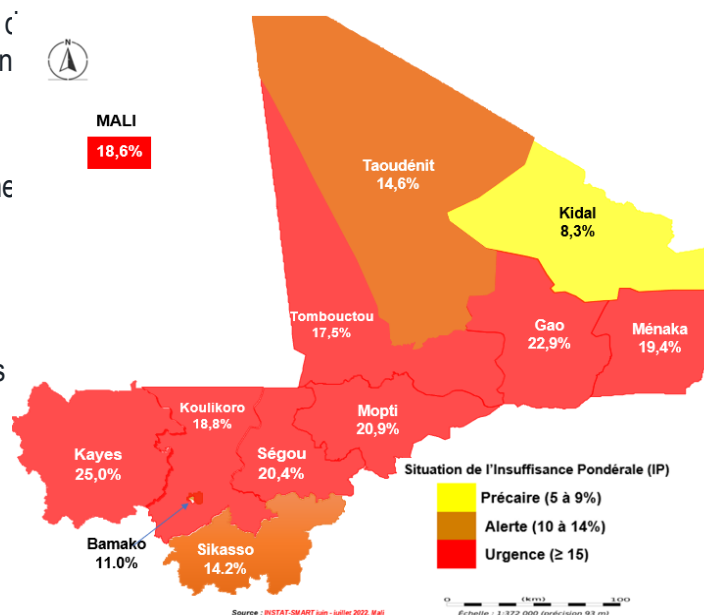 N
MALI
18,6%
Taoudénit
14,6%
Kidal
8,3%
Tombouctou
17,5%
Gao
22,9%
Ménaka
19,4%
Koulikoro
18,8%
Mopti
20,9%
Kayes
25,0%
Ségou
20,4%
Bamako
11.0%
Sikasso
14.2%
Situation de l'Insuffisance Pondérale (IP)
Précaire (5 à 9%)
Alerte (10 à 14%)
Urgence (≥ 15)
0 (km) 100
Échelle : 1:372 000 (précision 93 m)
Source : INSTAT-SMART juin - juillet 2022, Mali